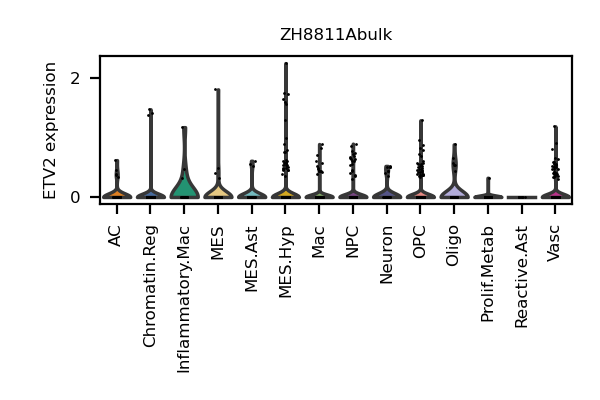 ZH8811Abulk
ETV2 expression
2
0
AC
Chromatin.Reg
Inflammatory.Mac
MES
MES.Ast
MES.Hyp
Mac
NPC
Neuron
OPC
Oligo
Prolif.Metab
Reactive.Ast
Vasc